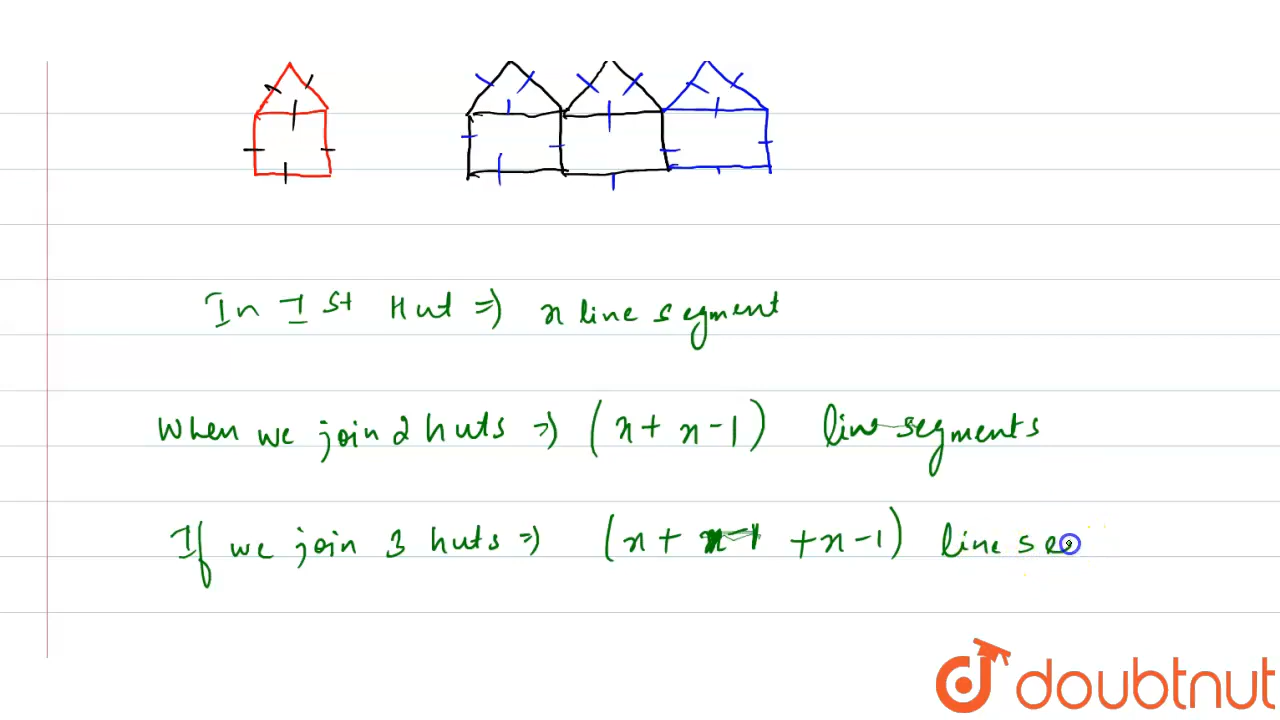 In Ist Hut => x line segment
When we join 2 huts => (x + x - 1) line segments
If we join 3 huts => (x + x - 1 + x - 1) line se
doubtnut